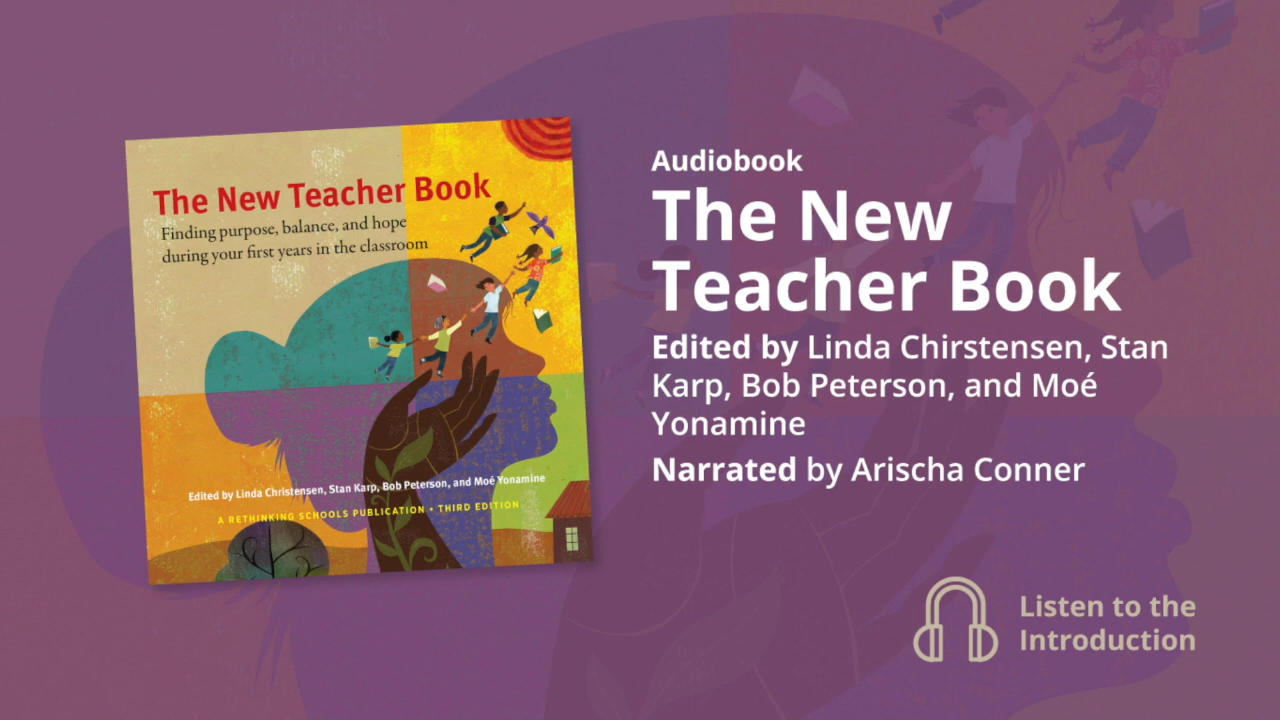 The New Teacher Book
Finding purpose, balance, and hope
during your first years in the classroom
Edited by Linda Christensen, Stan Karp, Bob Peterson, and Moé Yonamine
A RETHINKING SCHOOLS PUBLICATION • THIRD EDITION
Audiobook
The New
Teacher Book
Edited by Linda Chirstensen, Stan
Karp, Bob Peterson, and Moé
Yonamine
Narrated by Arischa Conner
Listen to the
Introduction